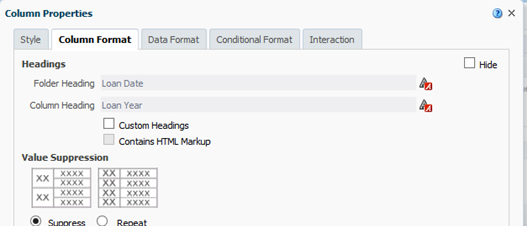 Column Properties
Style Column Format Data Format Conditional Format Interaction
Headings
Hide
Folder Heading Loan Date
Column Heading Loan Year
Custom Headings
Contains HTML Markup
Value Suppression
XX XXXX XX XXXX
XXXX XX XXXX
XX XXXX XX XXXX
XXXX XX XXXX
Suppress Repeat